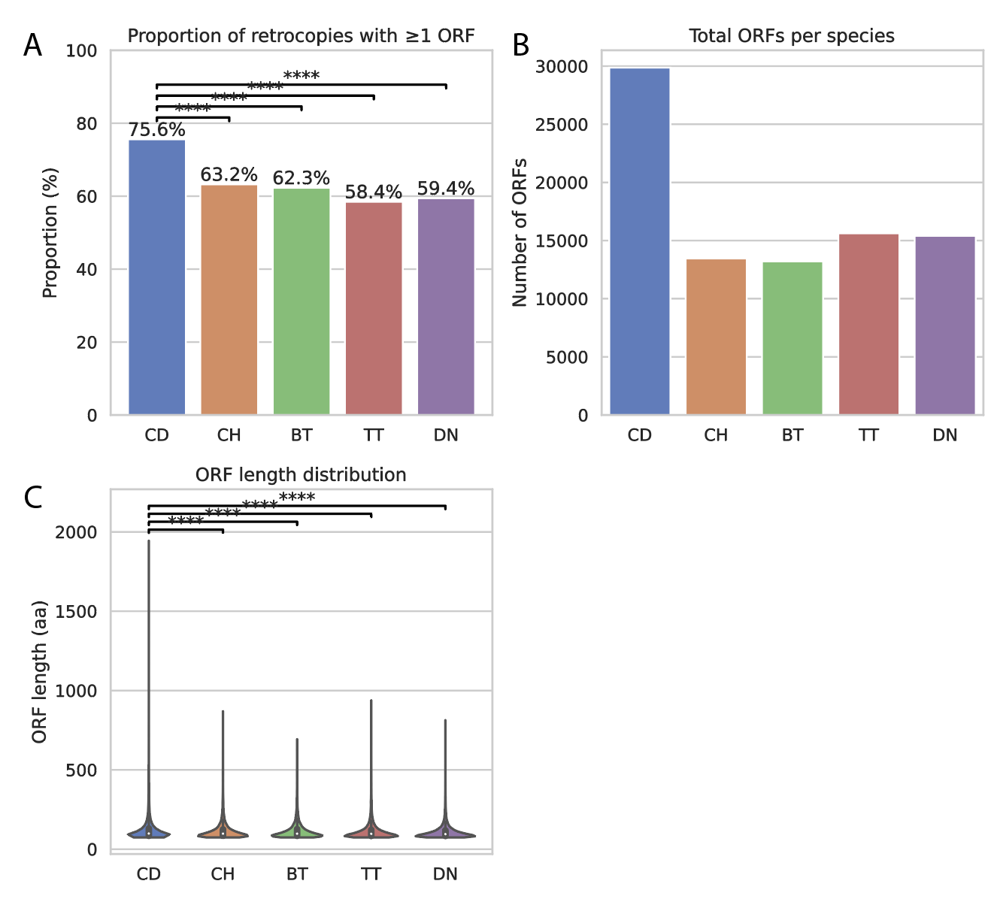 A
Proportion of retrocopies with ≥1 ORF
100
80
60
40
20
0
Proportion (%)
****
****
****
****
75.6%
63.2%
62.3%
58.4%
59.4%
CD CH BT TT DN
B
Total ORFs per species
30000
25000
20000
15000
10000
5000
0
Number of ORFs
CD CH BT TT DN
C
ORF length distribution
****
****
****
****
2000
1500
1000
500
0
ORF length (aa)
CD CH BT TT DN